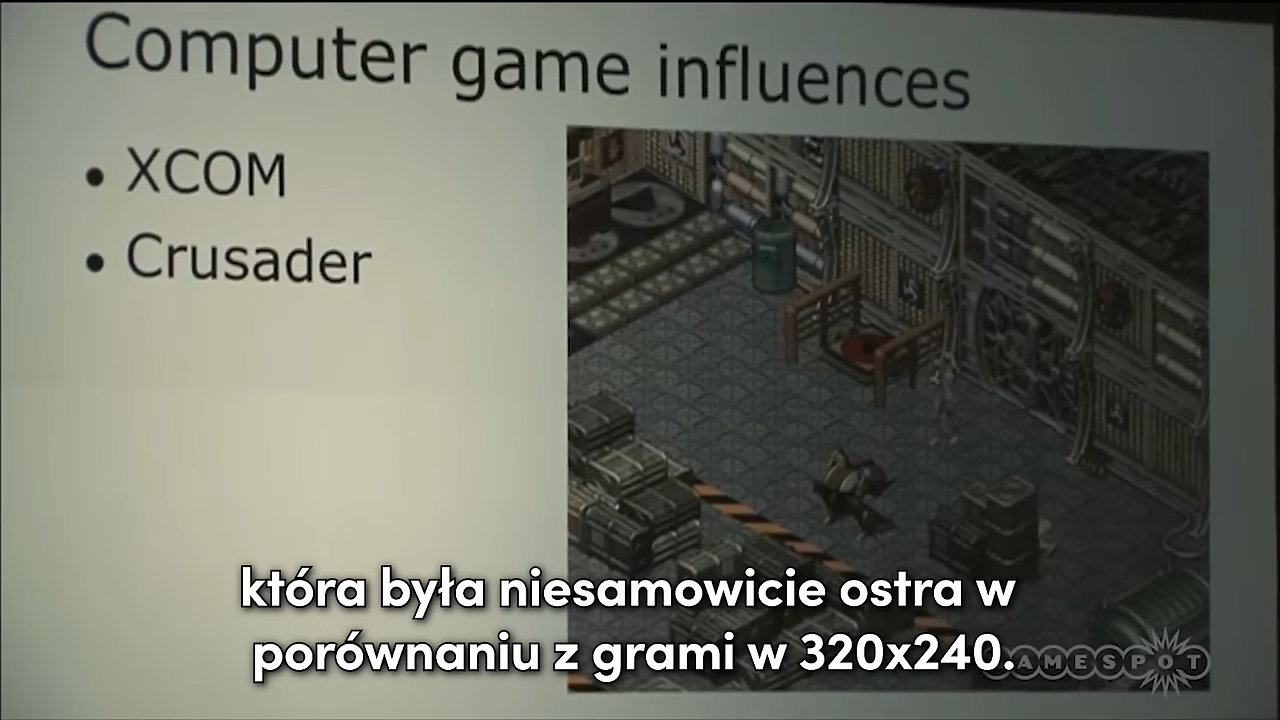 Computer game influences
• XCOM
• Crusader
która była niesamowicie ostra w
porównaniu z grami w 320x240.
GAMESPOT